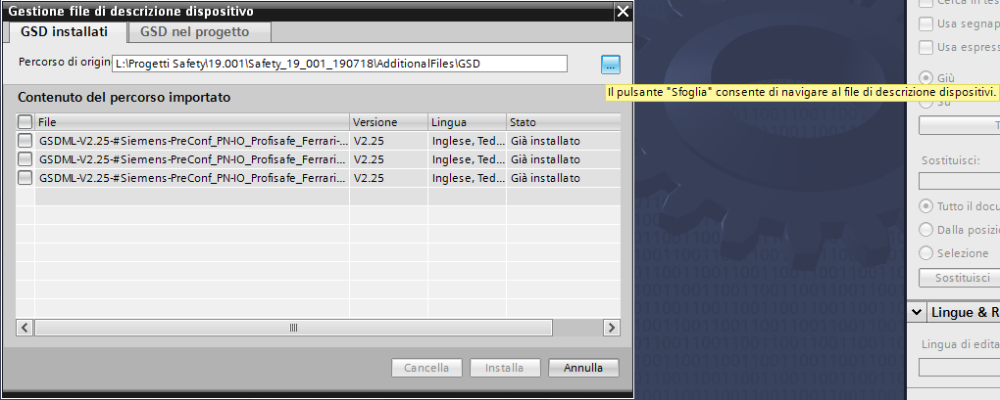 Gestione file di descrizione dispositivo
GSD installati
GSD nel progetto
Percorso di origin
L:\Progetti Safety\19.001\Safety_19_001_190718\AdditionalFiles\GSD
...
Il pulsante "Sfoglia" consente di navigare al file di descrizione dispositivi.
Contenuto del percorso importato
File Versione Lingua Stato
GSDML-V2.25-#Siemens-PreConf_PN-IO_Profisafe_Ferrari-... V2.25 Inglese, Ted... Già installato
GSDML-V2.25-#Siemens-PreConf_PN-IO_Profisafe_Ferrari... V2.25 Inglese, Ted... Già installato
GSDML-V2.25-#Siemens-PreConf_PN-IO_Profisafe_Ferrari... V2.25 Inglese, Ted... Già installato
Cancella
Installa
Annulla
Cerca in tes
Usa segnap
Usa espress
Giù
Su
T
Sostituisci:
Tutto il docu
Dalla posizi
Selezione
Sostituisci
Lingue & R
Lingua di edita